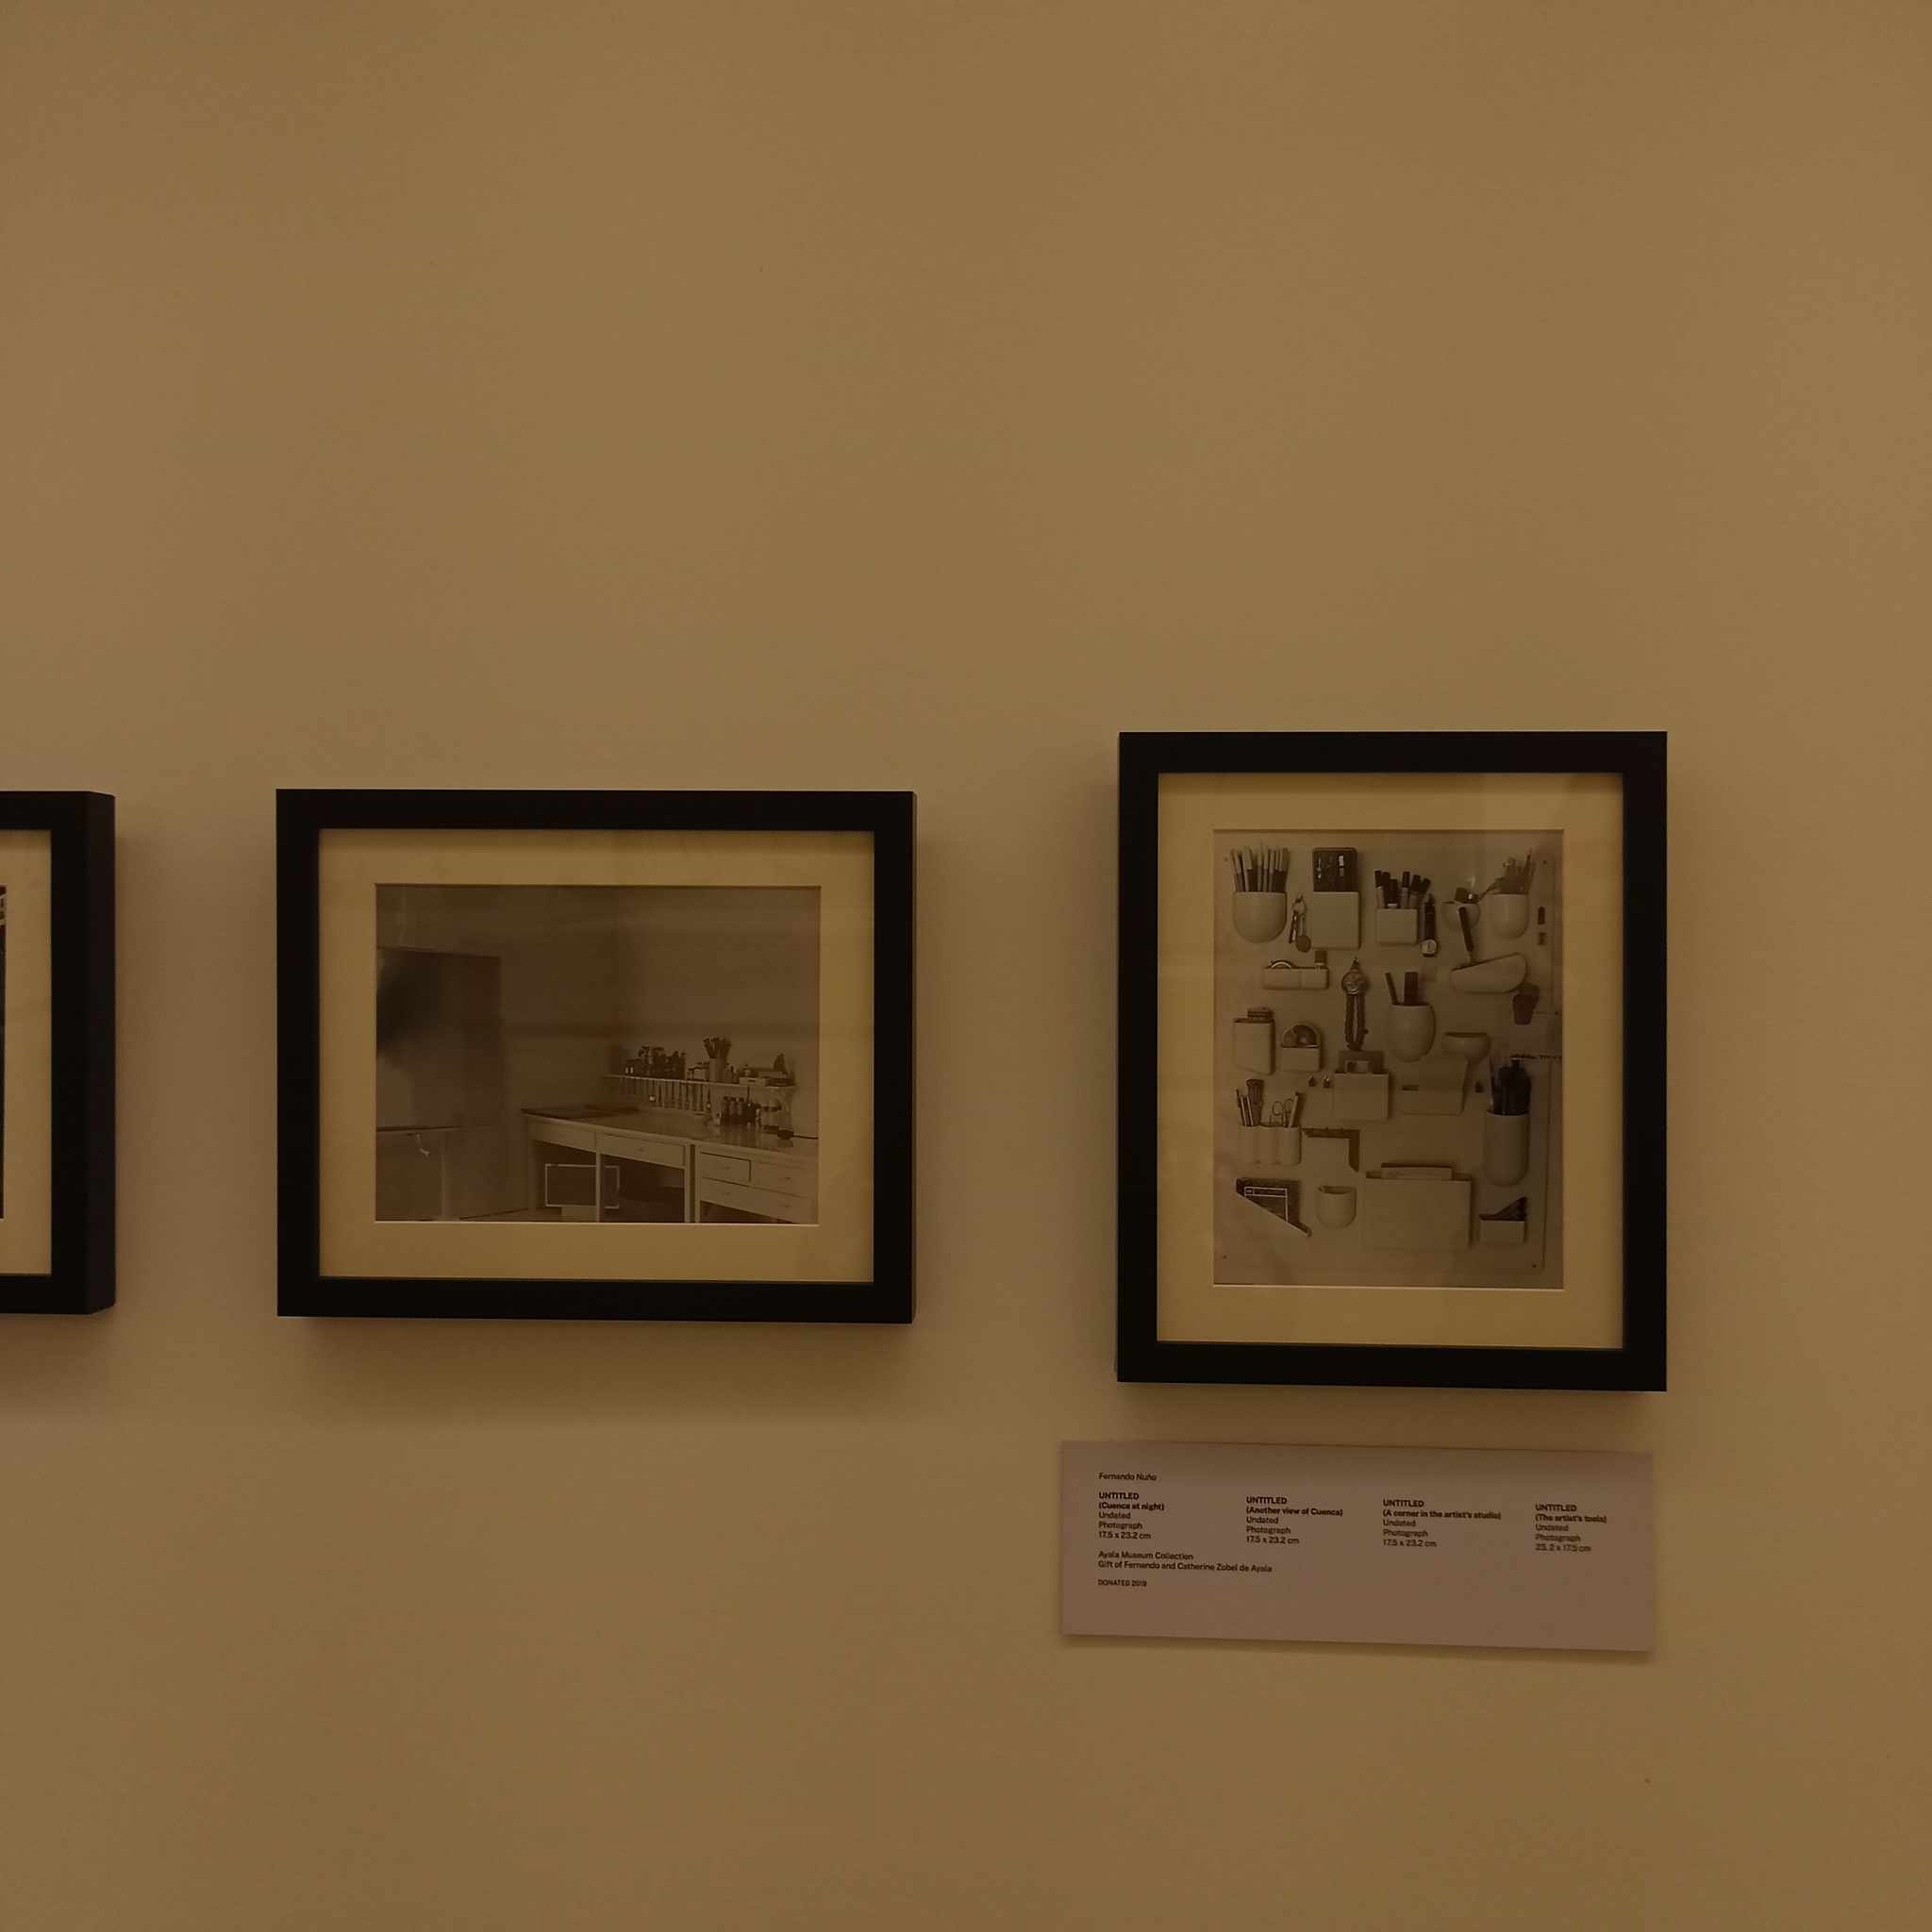 Fernando Nuño
UNTITLED
(Cuenca at night)
Undated
Photograph
17.5 x 23.2 cm
UNTITLED
(Another view of Cuenca)
Undated
Photograph
17.5 x 23.2 cm
UNTITLED
(A corner in the artist's studio)
Undated
Photograph
17.5 x 23.2 cm
UNTITLED
(The artist's tools)
Undated
Photograph
23. 2 x 17.5 cm
Ayala Museum Collection
Gift of Fernando and Catherine Zobel de Ayala
DONATED 2019